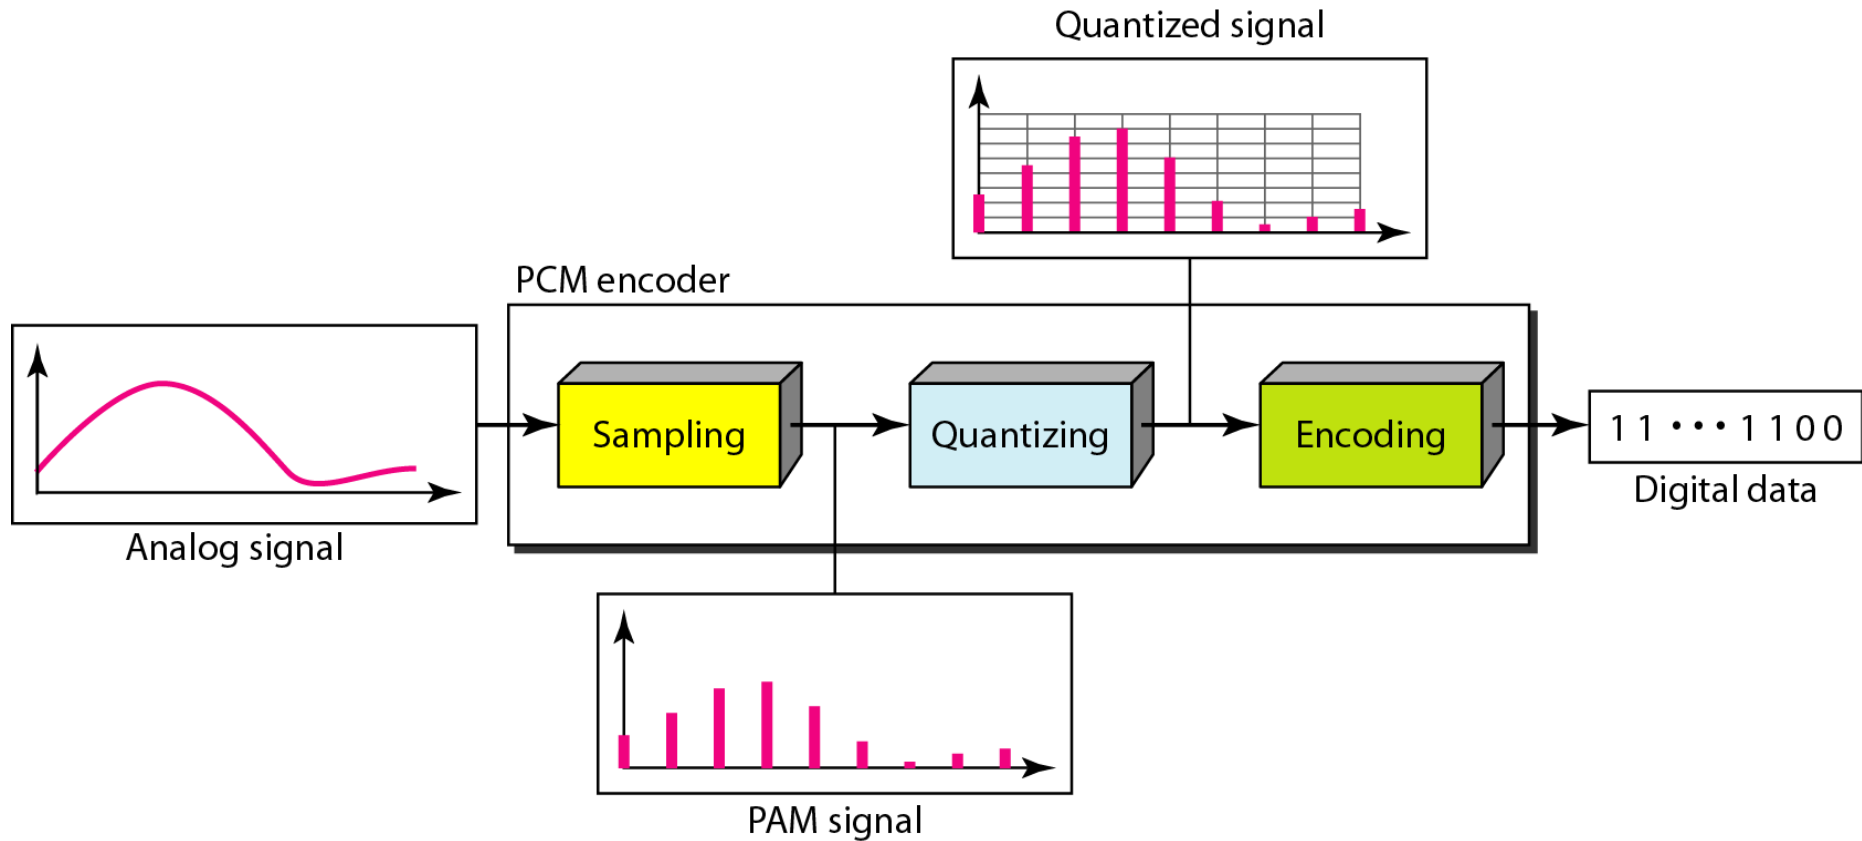 Quantized signal
PCM encoder
Sampling
Quantizing
Encoding
1 1 • • • 1 1 0 0
Digital data
Analog signal
PAM signal